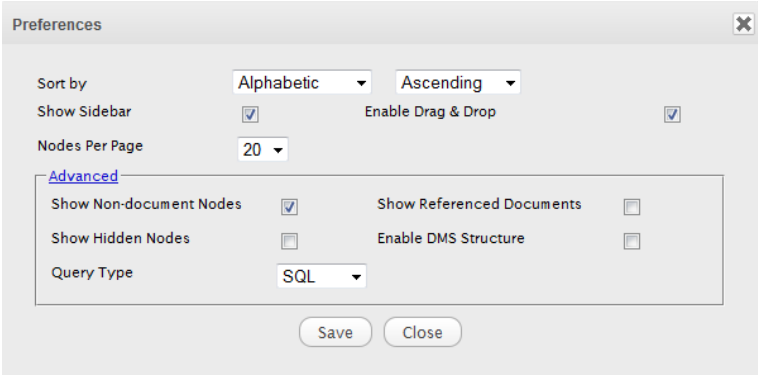 Preferences
Sort by Alphabetic Ascending
Show Sidebar Enable Drag & Drop
Nodes Per Page 20
Advanced
Show Non-document Nodes Show Referenced Documents
Show Hidden Nodes Enable DMS Structure
Query Type SQL
Save Close